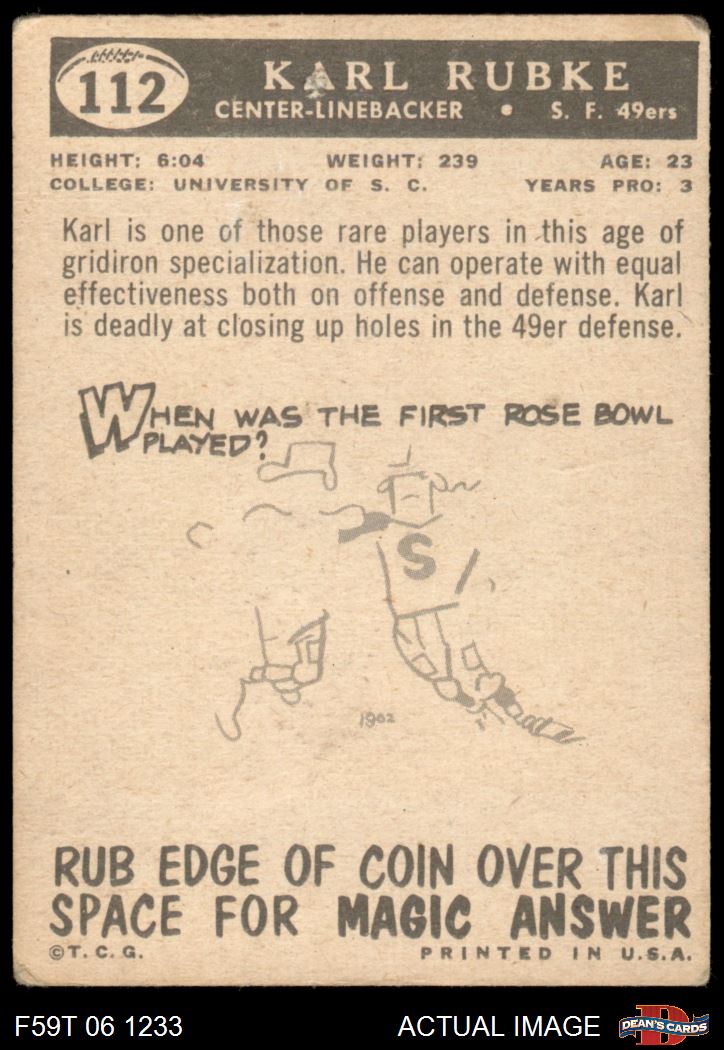 112
KARL RUBKE
CENTER-LINEBACKER • S. F. 49ers
HEIGHT: 6:04 WEIGHT: 239 AGE: 23
COLLEGE: UNIVERSITY OF S. C. YEARS PRO: 3
Karl is one of those rare players in this age of
gridiron specialization. He can operate with equal
effectiveness both on offense and defense. Karl
is deadly at closing up holes in the 49er defense.
WHEN WAS THE FIRST ROSE BOWL
PLAYED?
S
1902
RUB EDGE OF COIN OVER THIS
SPACE FOR MAGIC ANSWER
©T. C. G. PRINTED IN U.S.A.
F59T 06 1233 ACTUAL IMAGE D DEAN'S CARDS